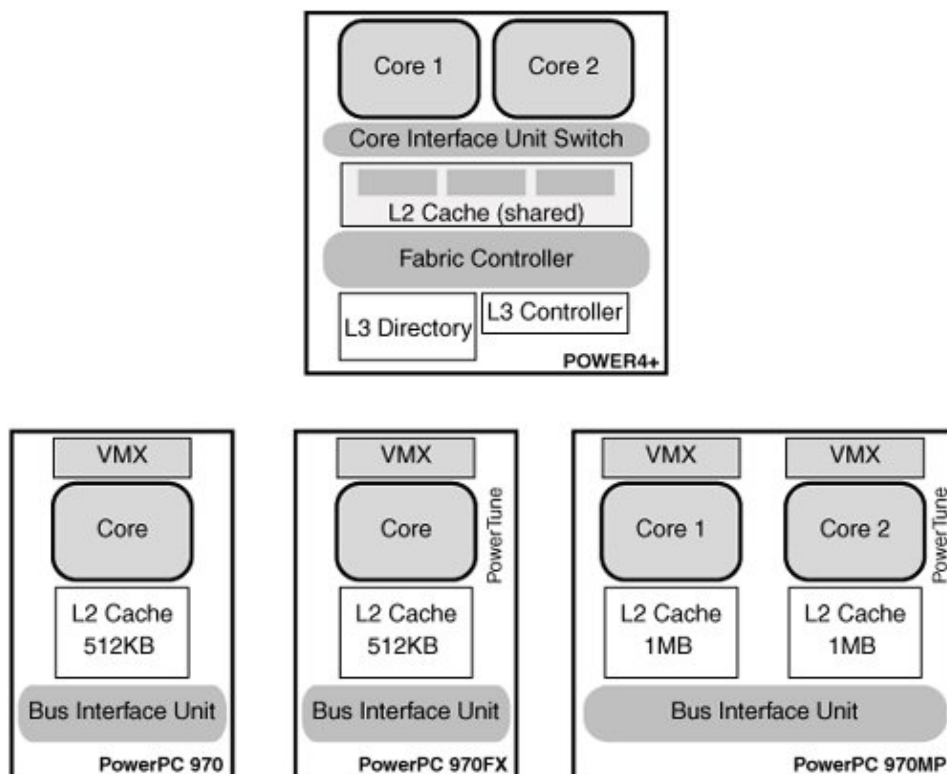 Core 1
Core 2
Core Interface Unit Switch
L2 Cache (shared)
Fabric Controller
L3 Directory
L3 Controller
POWER4+
VMX
Core
L2 Cache
512KB
Bus Interface Unit
PowerPC 970
VMX
Core
PowerTune
L2 Cache
512KB
Bus Interface Unit
PowerPC 970FX
VMX
VMX
Core 1
Core 2
PowerTune
L2 Cache
1MB
L2 Cache
1MB
Bus Interface Unit
PowerPC 970MP